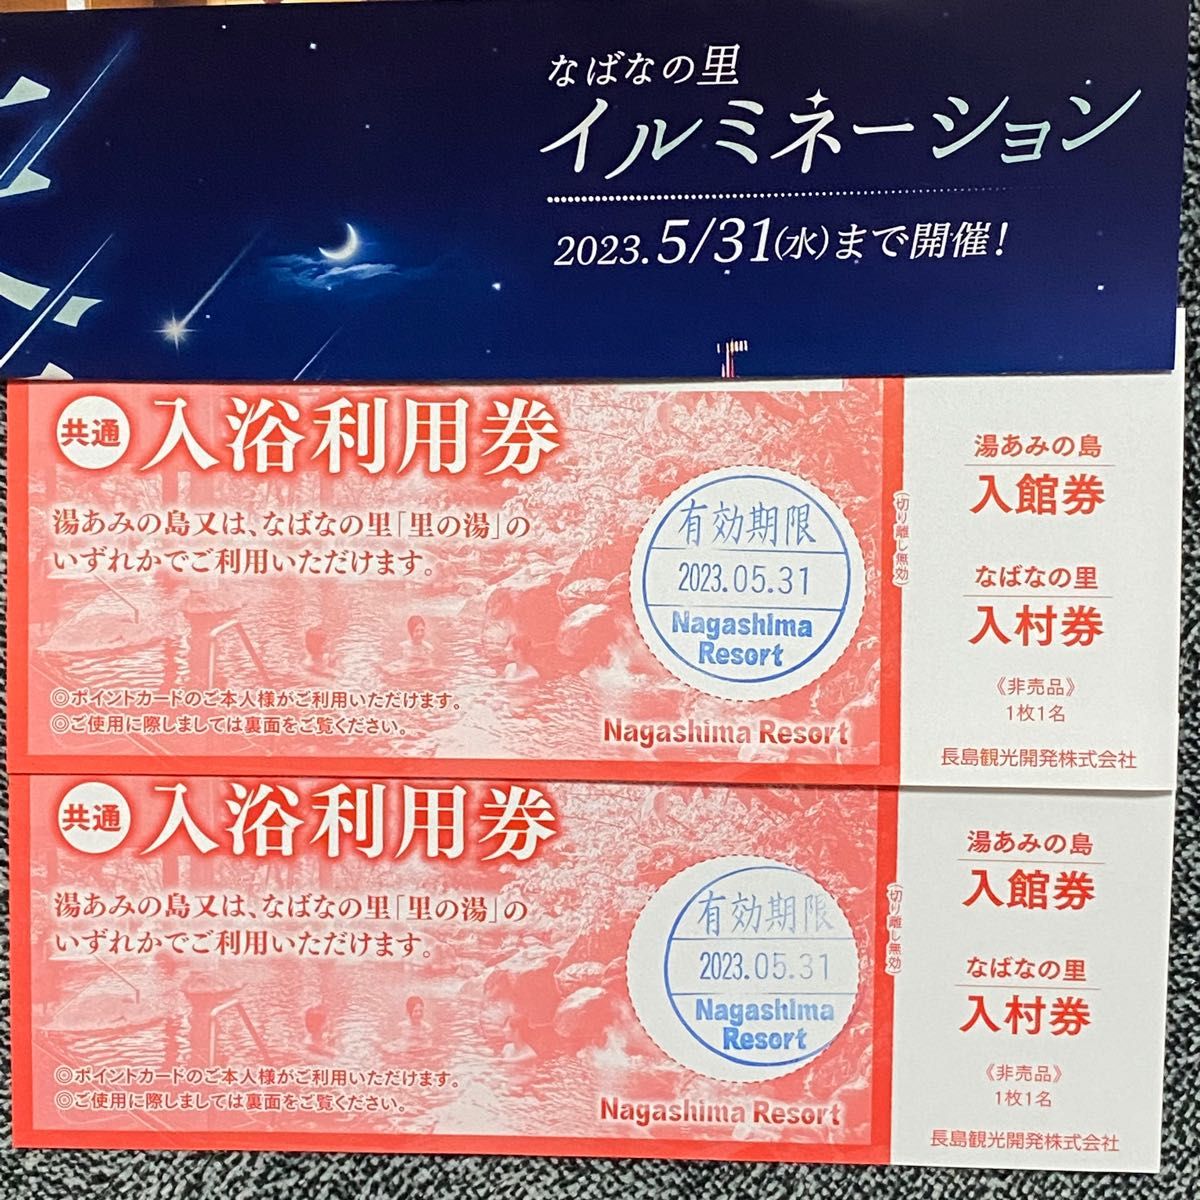 なばなの里
イルミネーション
2023.5/31(水)まで開催!
共通 入浴利用券
湯あみの島又は、なばなの里「里の湯」の
いずれかでご利用いただけます。
◎ポイントカードのご本人様がご利用いただけます。
◎ご使用に際しましては裏面をご覧ください。
有効期限
2023.05.31
Nagashima
Resort
Nagashima Resort
(切り離し無効)
湯あみの島
入館券
なばなの里
入村券
《非売品》
1枚1名
長島観光開発株式会社
共通 入浴利用券
湯あみの島又は、なばなの里「里の湯」の
いずれかでご利用いただけます。
◎ポイントカードのご本人様がご利用いただけます。
◎ご使用に際しましては裏面をご覧ください。
有効期限
2023.05.31
Nagashima
Resort
Nagashima Resort
(切り離し無効)
湯あみの島
入館券
なばなの里
入村券
《非売品》
1枚1名
長島観光開発株式会社